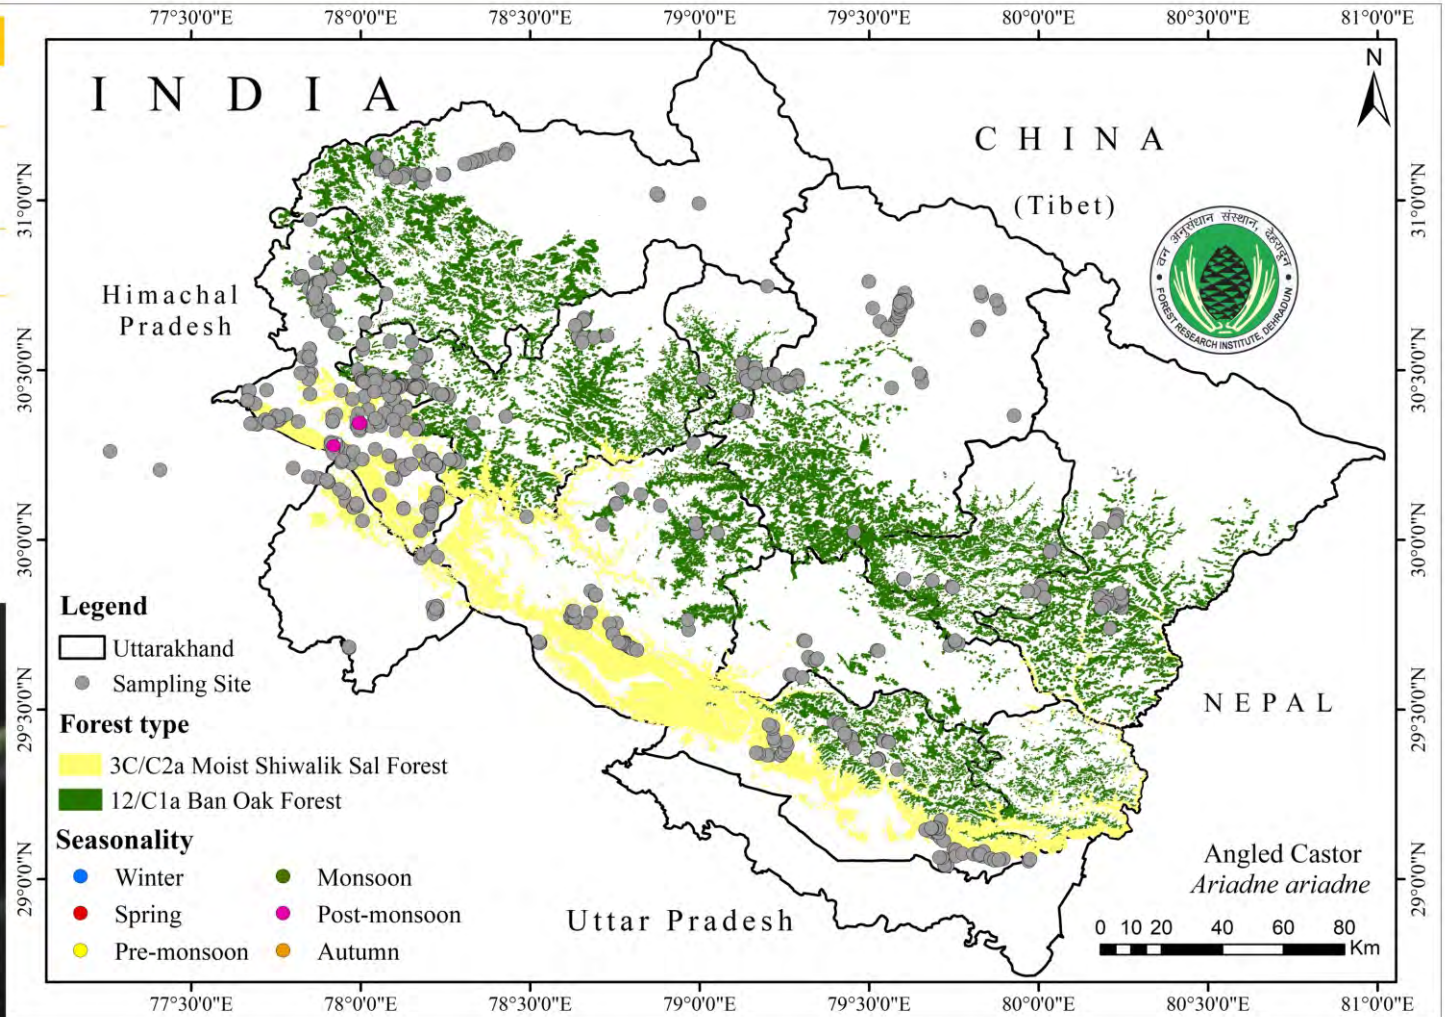 77°30'0"E 78°0'0"E 78°30'0"E 79°0'0"E 79°30'0"E 80°0'0"E 80°30'0"E 81°0'0"E
INDIA
N
CHINA
(Tibet)
31°0'0"N
31°0'0"N
वन अनुसंधान संस्थान, देहरादून
FOREST RESEARCH INSTITUTE, DEHRADUN
Himachal
Pradesh
30°30'0"N
30°30'0"N
30°0'0"N
30°0'0"N
Legend
Uttarakhand
Sampling Site
NEPAL
29°30'0"N
29°30'0"N
Forest type
3C/C2a Moist Shiwalik Sal Forest
12/C1a Ban Oak Forest
Seasonality
Winter
Monsoon
Spring
Post-monsoon
Pre-monsoon
Autumn
29°0'0"N
29°0'0"N
Uttar Pradesh
Angled Castor
Ariadne ariadne
0 10 20 40 60 80
Km
77°30'0"E 78°0'0"E 78°30'0"E 79°0'0"E 79°30'0"E 80°0'0"E 80°30'0"E 81°0'0"E